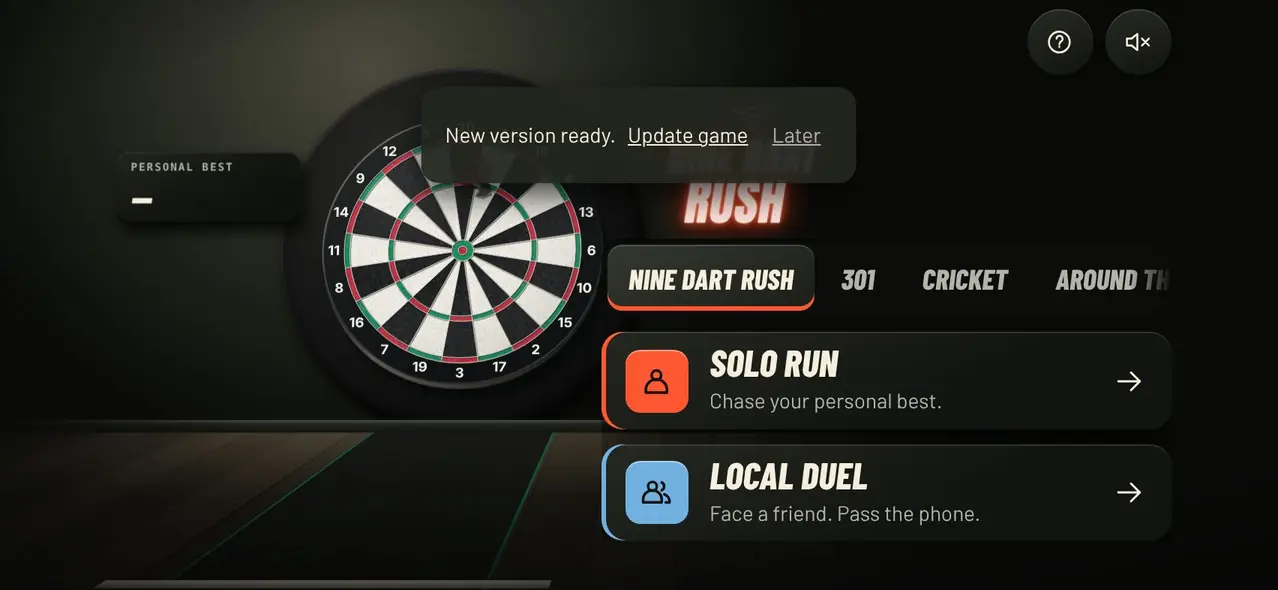 New version ready. Update game Later
PERSONAL BEST
12
9
14
11
8
16
7
19
3
17
2
15
10
6
13
RUSH
NINE DART RUSH
301
CRICKET
AROUND
SOLO RUN
Chase your personal best.
LOCAL DUEL
Face a friend. Pass the phone.